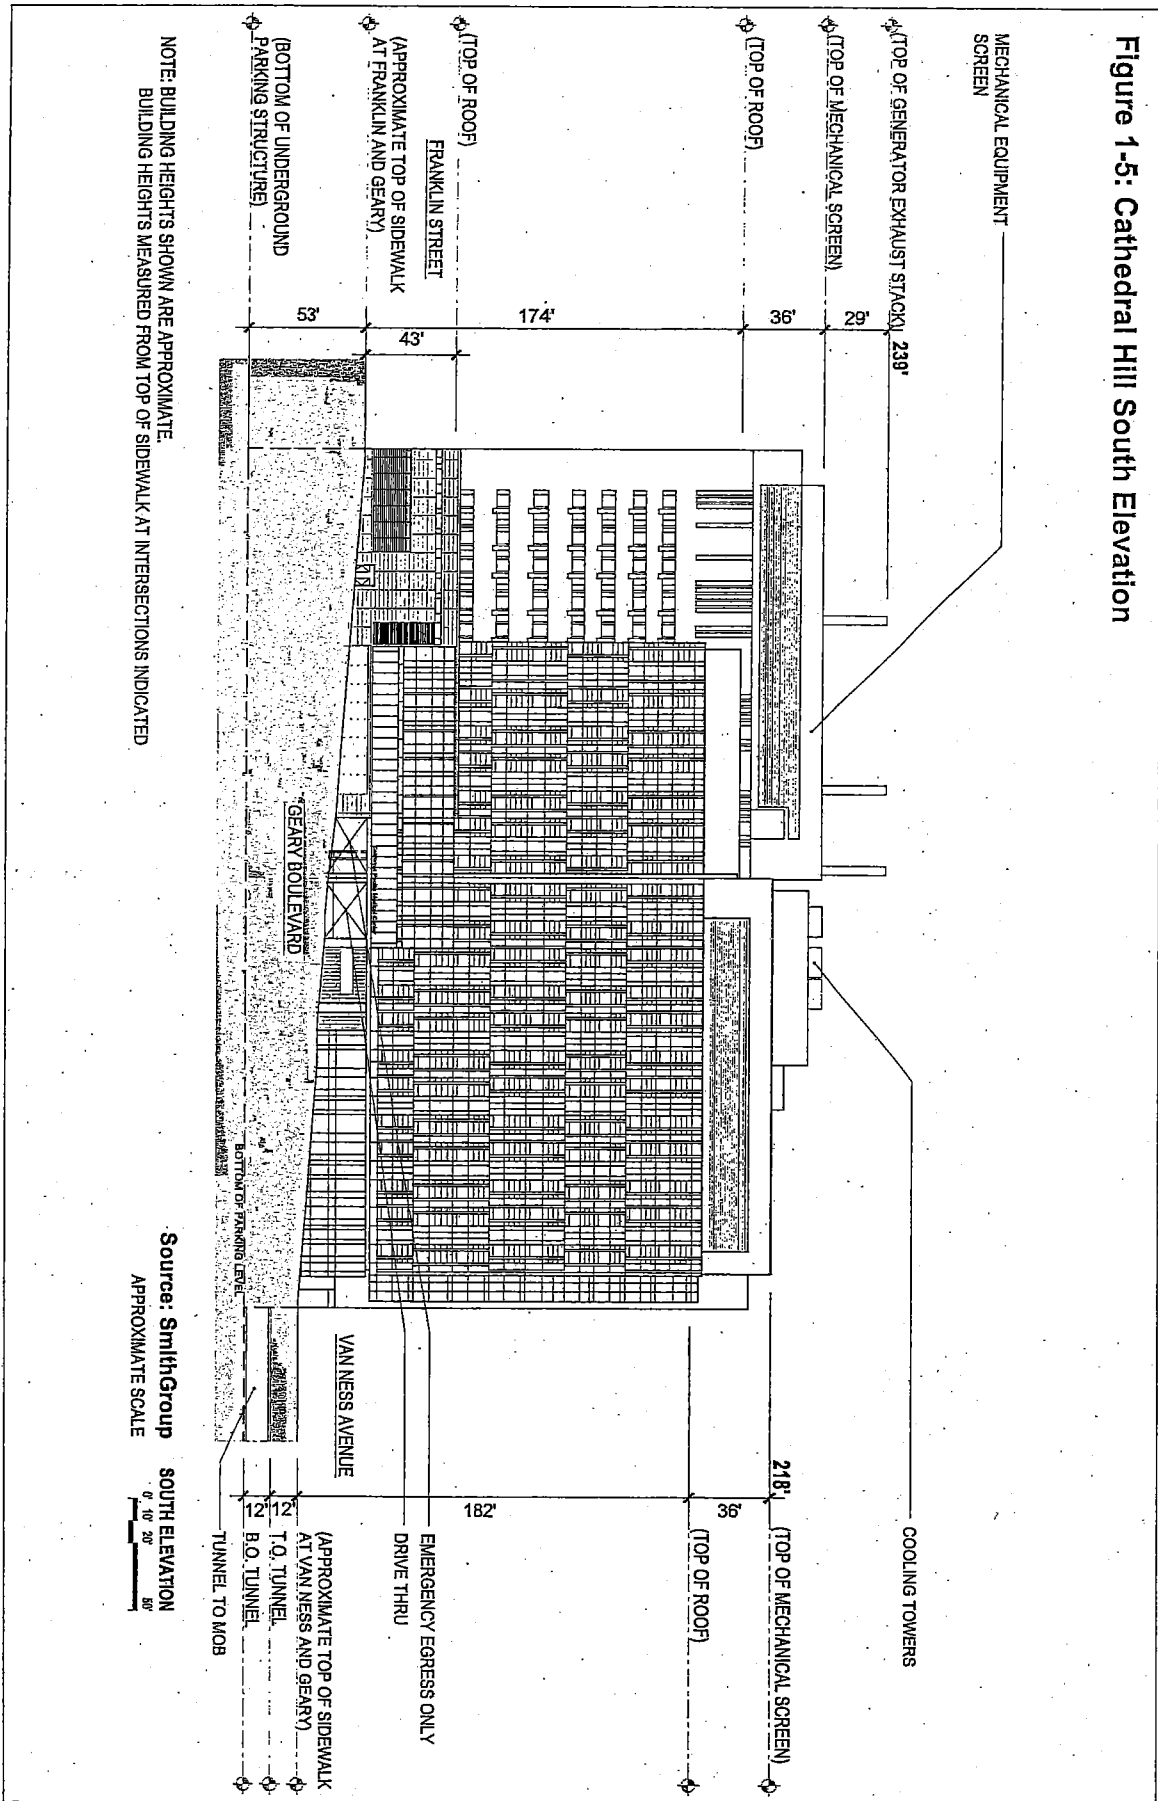 Figure 1-5: Cathedral Hill South Elevation
MECHANICAL EQUIPMENT
SCREEN
COOLING TOWERS
(TOP OF GENERATOR EXHAUST STACK)
239'
29'
(TOP OF MECHANICAL SCREEN)
36'
(TOP OF ROOF)
174'
(TOP OF ROOF)
43'
FRANKLIN STREET
(APPROXIMATE TOP OF SIDEWALK
AT FRANKLIN AND GEARY)
53'
(BOTTOM OF UNDERGROUND
PARKING STRUCTURE)
GEARY BOULEVARD
BOTTOM OF PARKING LEVEL
VAN NESS AVENUE
218'
(TOP OF MECHANICAL SCREEN)
36'
(TOP OF ROOF)
182'
EMERGENCY EGRESS ONLY
DRIVE THRU
(APPROXIMATE TOP OF SIDEWALK
AT VAN NESS AND GEARY)
12'
T.O. TUNNEL
12'
B.O. TUNNEL
TUNNEL TO MOB
NOTE: BUILDING HEIGHTS SHOWN ARE APPROXIMATE.
BUILDING HEIGHTS MEASURED FROM TOP OF SIDEWALK AT INTERSECTIONS INDICATED
Source: SmithGroup
APPROXIMATE SCALE
SOUTH ELEVATION
0' 10' 20' 50'